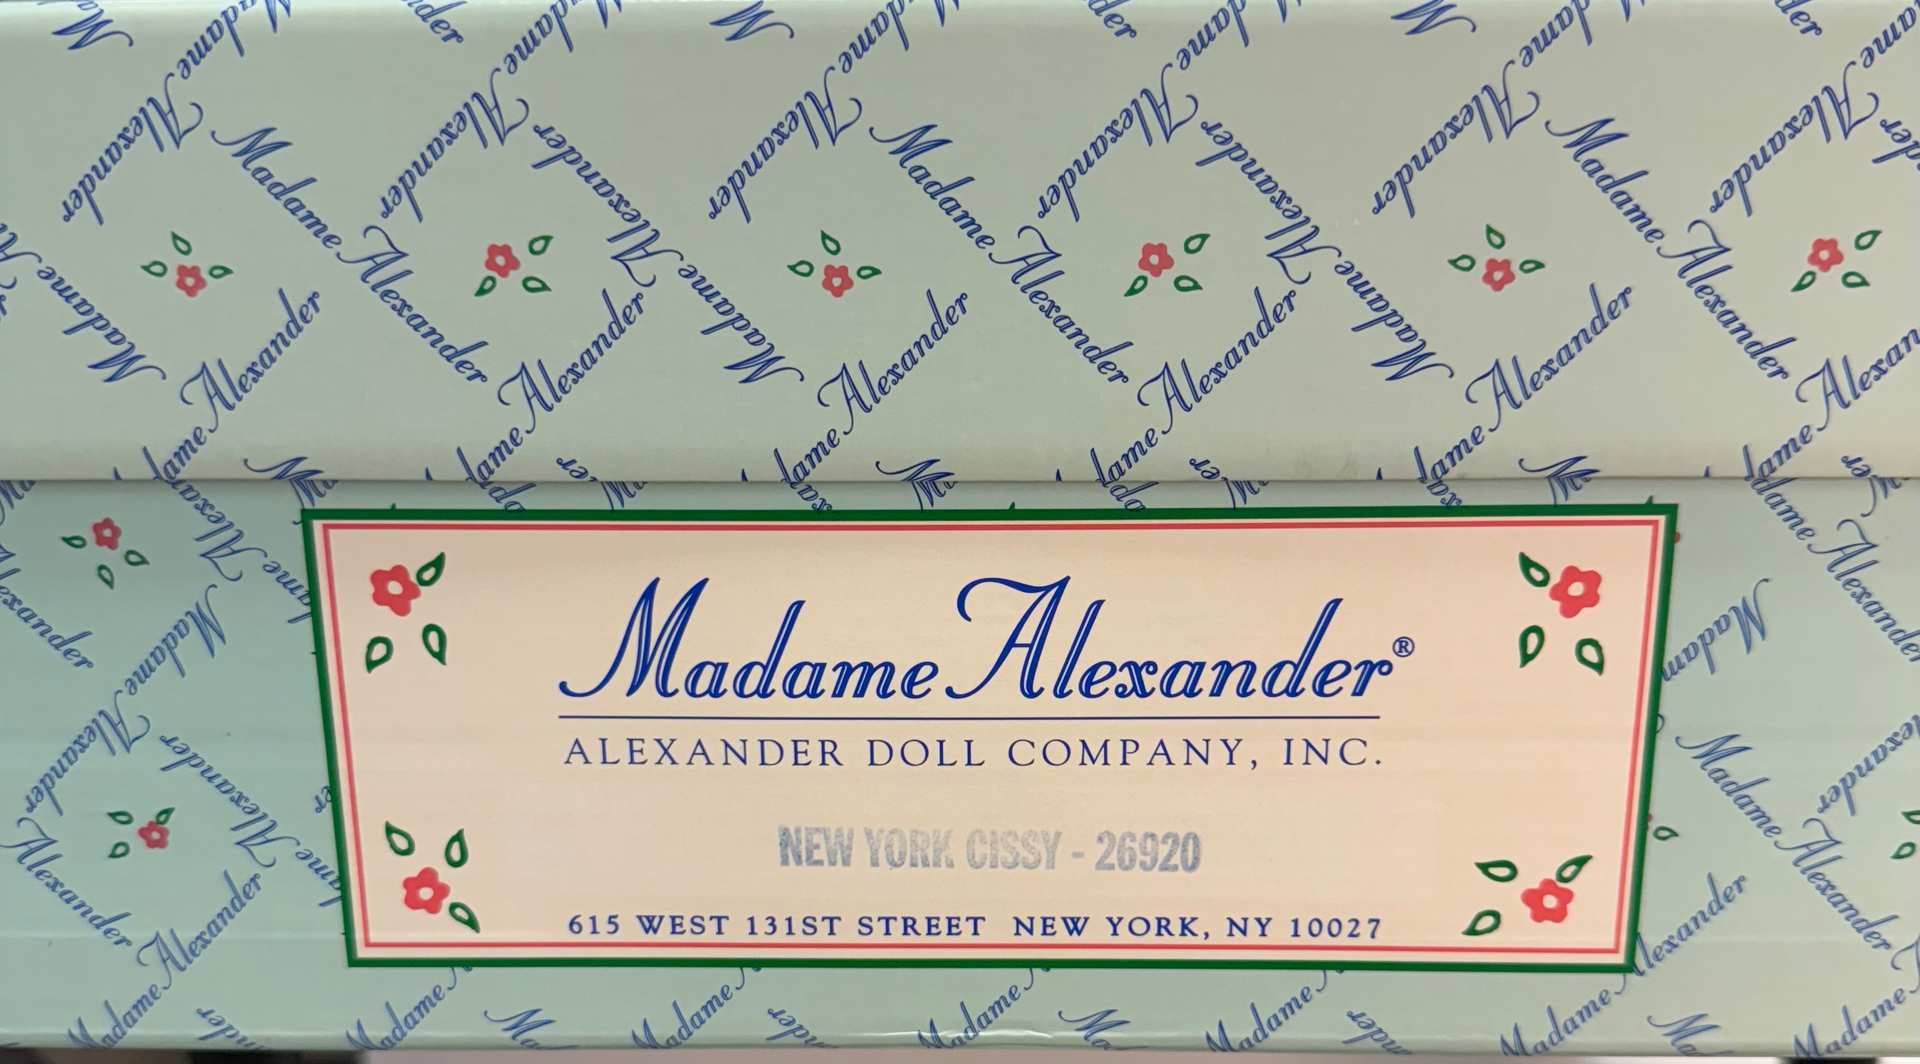 Madame Alexander®
ALEXANDER DOLL COMPANY, INC.
NEW YORK CISSY - 26920
615 WEST 131ST STREET NEW YORK, NY 10027